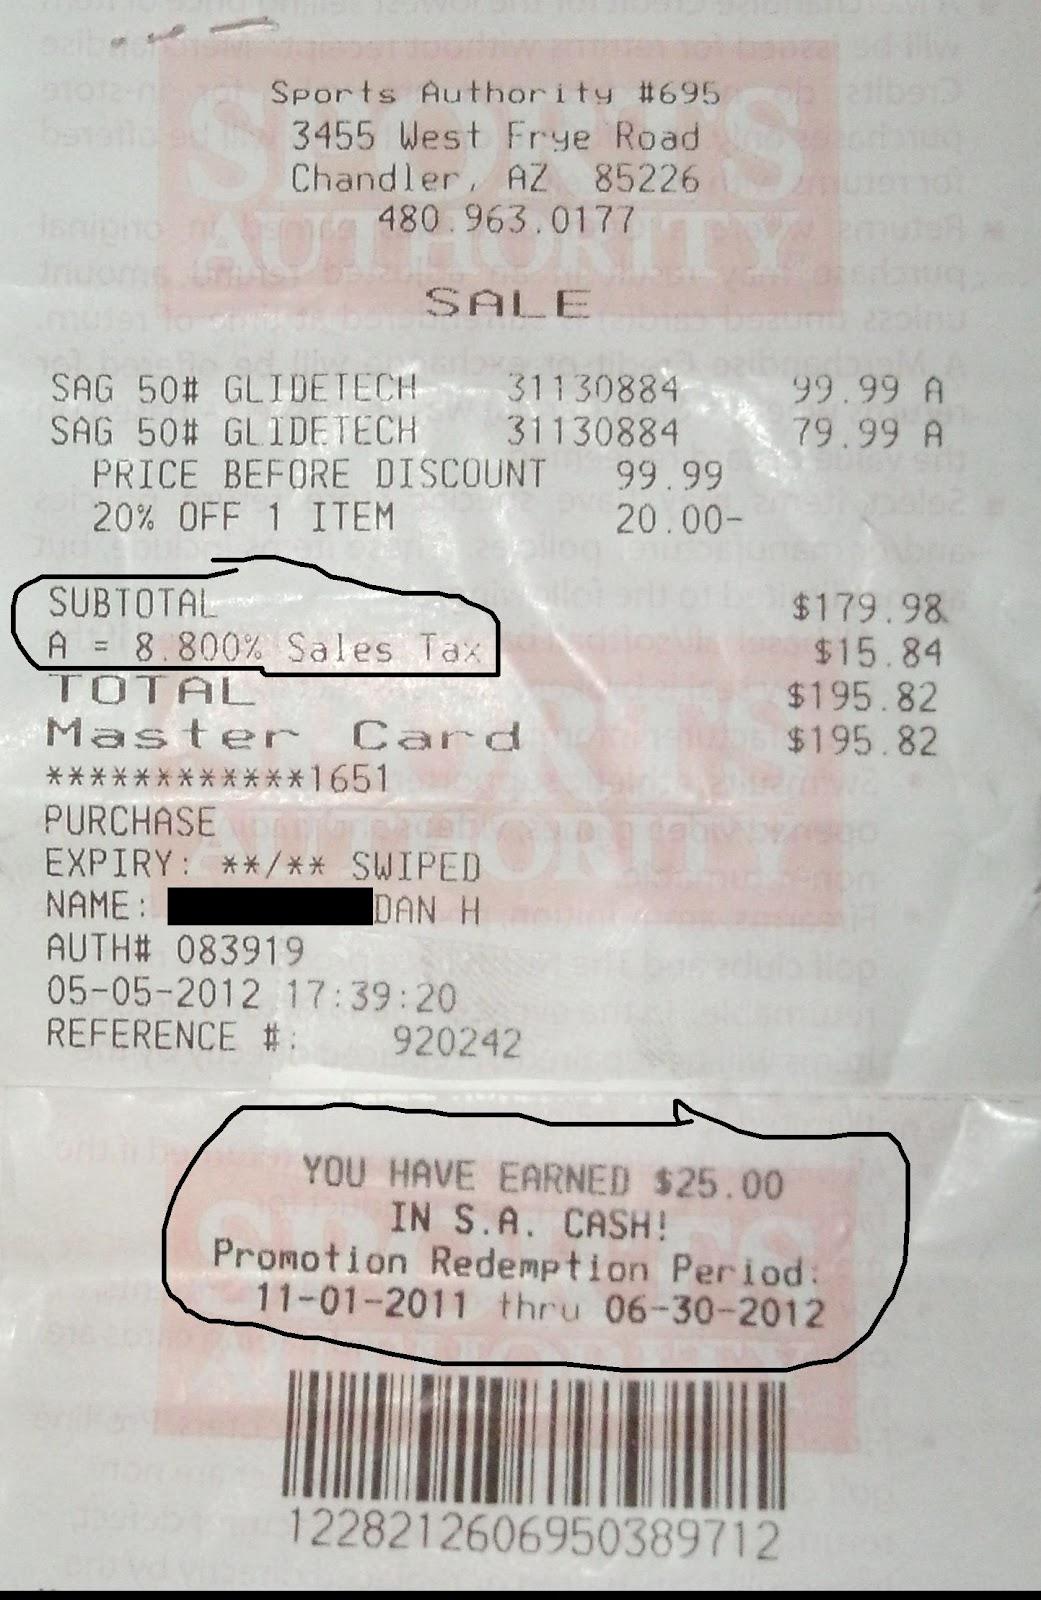 Sports Authority #695
3455 West Frye Road
Chandler, AZ 85226
480.963.0177
SALE
SAG 50# GLIDETECH 31130884 99.99 A
SAG 50# GLIDETECH 31130884 79.99 A
PRICE BEFORE DISCOUNT 99.99
20% OFF 1 ITEM 20.00-
SUBTOTAL $179.98
A = 8.800% Sales Tax $15.84
TOTAL $195.82
Master Card $195.82
************1651
PURCHASE
EXPIRY: **/** SWIPED
NAME: DAN H
AUTH# 083919
05-05-2012 17:39:20
REFERENCE #: 920242
YOU HAVE EARNED $25.00
IN S.A. CASH!
Promotion Redemption Period:
11-01-2011 thru 06-30-2012
1228212606950389712